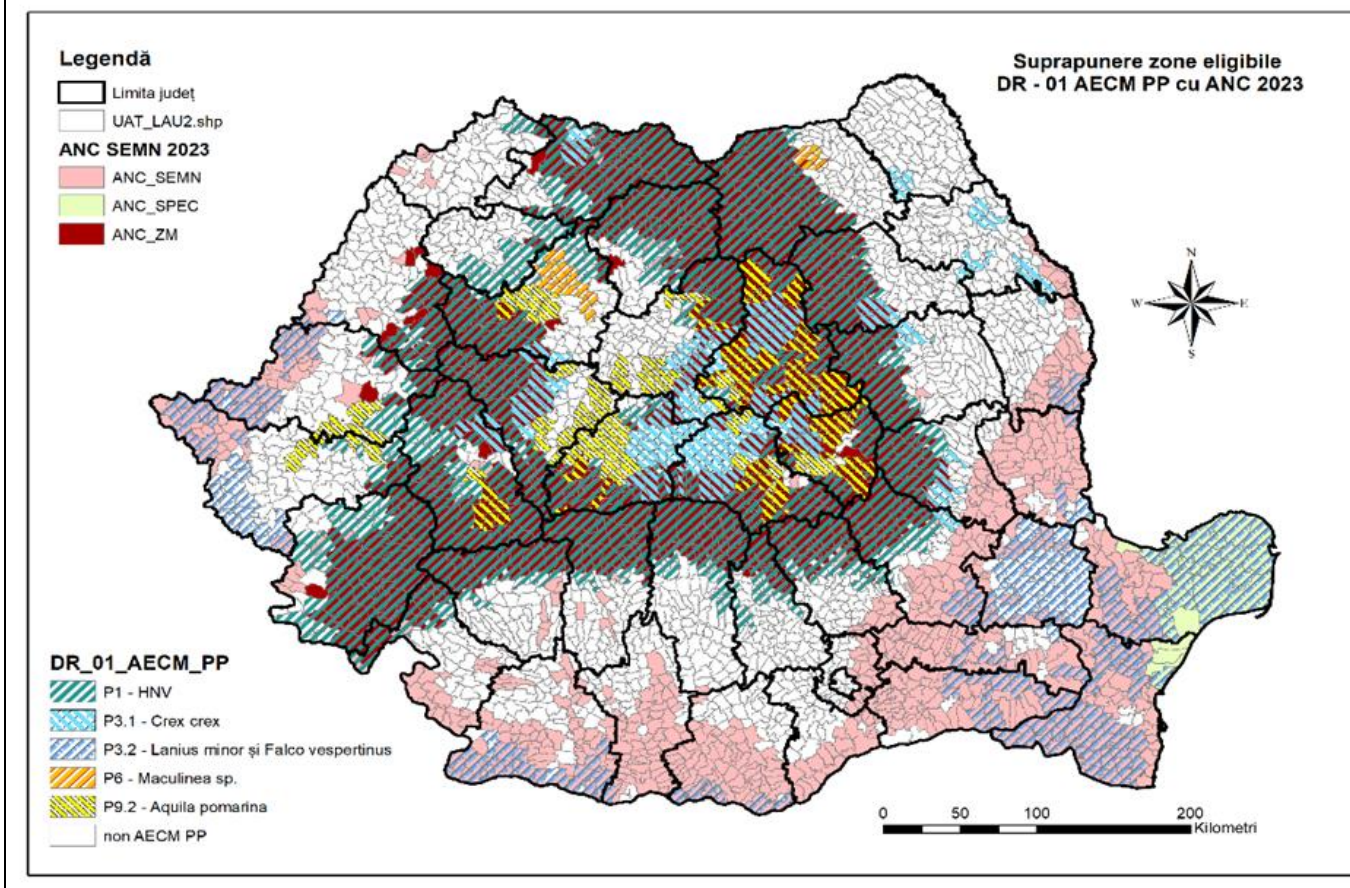 Legendă
Limita județ
UAT_LAU2.shp
ANC SEMN 2023
ANC_SEMN
ANC_SPEC
ANC_ZM
Suprapunere zone eligibile
DR - 01 AECM PP cu ANC 2023
N
W E
S
DR_01_AECM_PP
P1 - HNV
P3.1 - Crex crex
P3.2 - Lanius minor și Falco vespertinus
P6 - Maculinea sp.
P9.2 - Aquila pomarina
non AECM PP
0 50 100 200
Kilometri